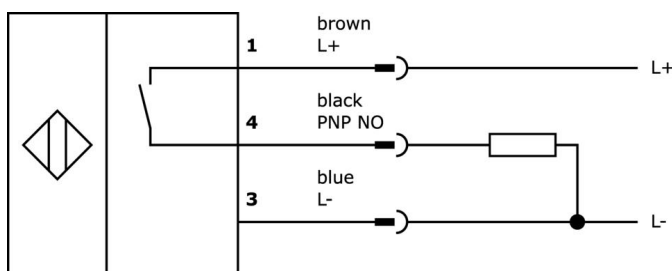 brown
1 L+
L+
black
4 PNP NO
blue
3 L-
L-